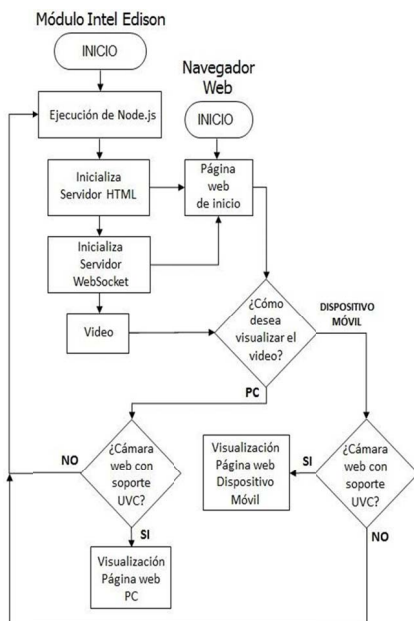 Módulo Intel Edison
INICIO
Navegador
Web
INICIO
Ejecución de Node.js
Inicializa
Servidor HTML
Página
web
de inicio
Inicializa
Servidor
WebSocket
Video
¿Cómo
desea
visualizar el
video?
DISPOSITIVO
MÓVIL
PC
¿Cámara
web con
soporte
UVC?
NO
SI
Visualización
Página web
PC
Visualización
Página web
Dispositivo
Móvil
SI
¿Cámara
web con
soporte
UVC?
NO